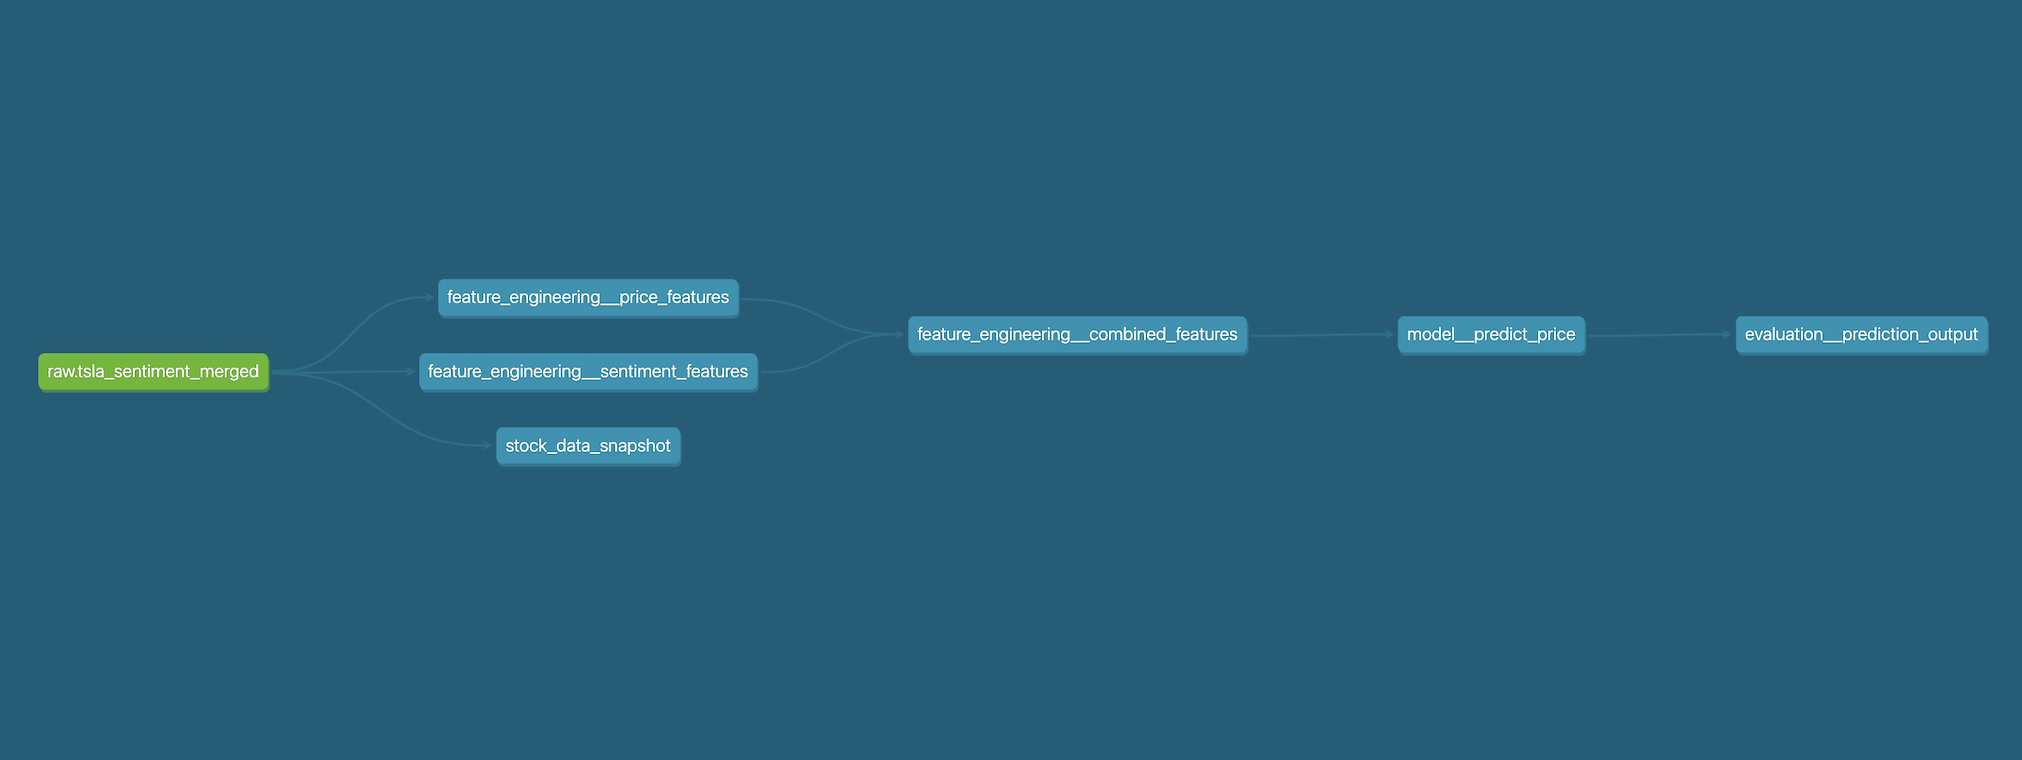 raw.tsla_sentiment_merged
feature_engineering__price_features
feature_engineering__sentiment_features
stock_data_snapshot
feature_engineering__combined_features
model__predict_price
evaluation__prediction_output